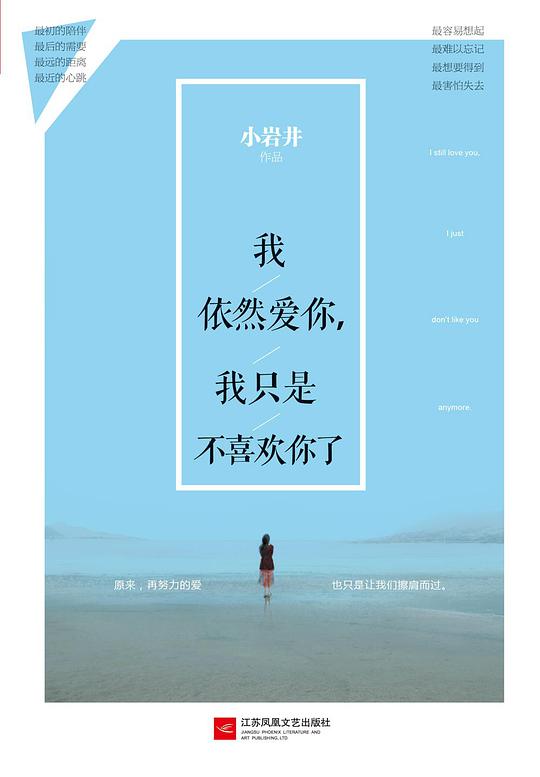 最初的陪伴
最后的需要
最远的距离
最近的心跳
最容易想起
最难以忘记
最想要得到
最害怕失去
小岩井
作品
我
依然爱你,
我只是
不喜欢你了
I still love you,
I just
don't like you
anymore.
原来，再努力的爱
也只是让我们擦肩而过。
江苏凤凰文艺出版社
JIANGSU PHOENIX LITERATURE AND
ART PUBLISHING, LTD